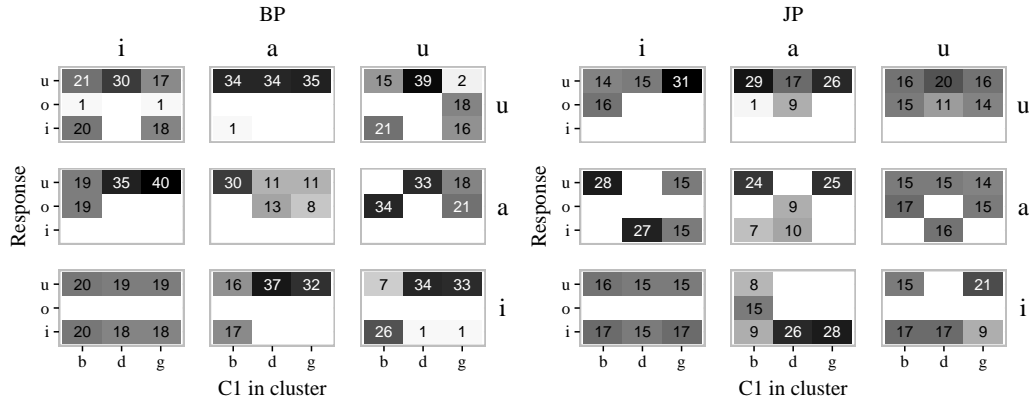 BP JP
i a u i a u
u 21 30 17 34 34 35 15 39 2 u 14 15 31 29 17 26 16 20 16 u
o 1 1 18 o 16 1 9 15 11 14
i 20 18 1 21 16 i
u 19 35 40 30 11 11 33 18 a u 28 15 24 25 15 15 14 a
o 19 13 8 34 21 o 9 17 15
i i 27 15 7 10 16
u 20 19 19 16 37 32 7 34 33 i u 16 15 15 8 15 21 i
o o 15
i 20 18 18 17 26 1 1 i 17 15 17 9 26 28 17 17 9
b d g b d g b d g b d g b d g b d g
Response Response
C1 in cluster C1 in cluster